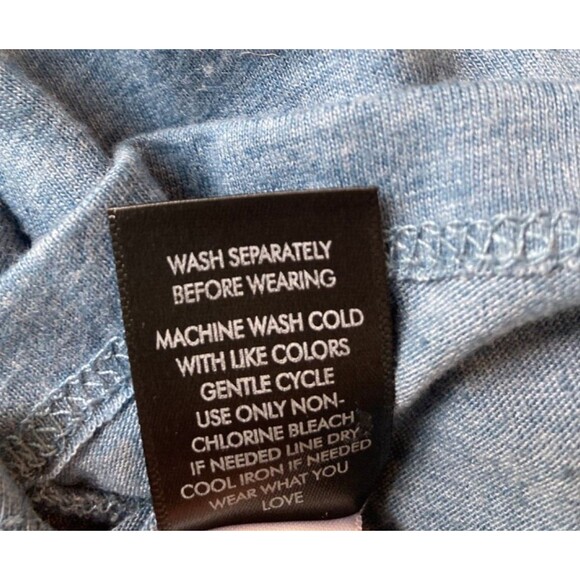 WASH SEPARATELY
BEFORE WEARING
MACHINE WASH COLD
WITH LIKE COLORS
GENTLE CYCLE
USE ONLY NON-
CHLORINE BLEACH
IF NEEDED LINE DRY
COOL IRON IF NEEDED
WEAR WHAT YOU
LOVE